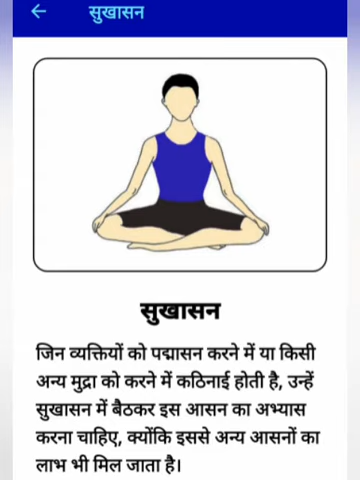 सुखासन
सुखासन
जिन व्यक्तियों को पद्मासन करने में या किसी
अन्य मुद्रा को करने में कठिनाई होती है, उन्हें
सुखासन में बैठकर इस आसन का अभ्यास
करना चाहिए, क्योंकि इससे अन्य आसनों का
लाभ भी मिल जाता है।